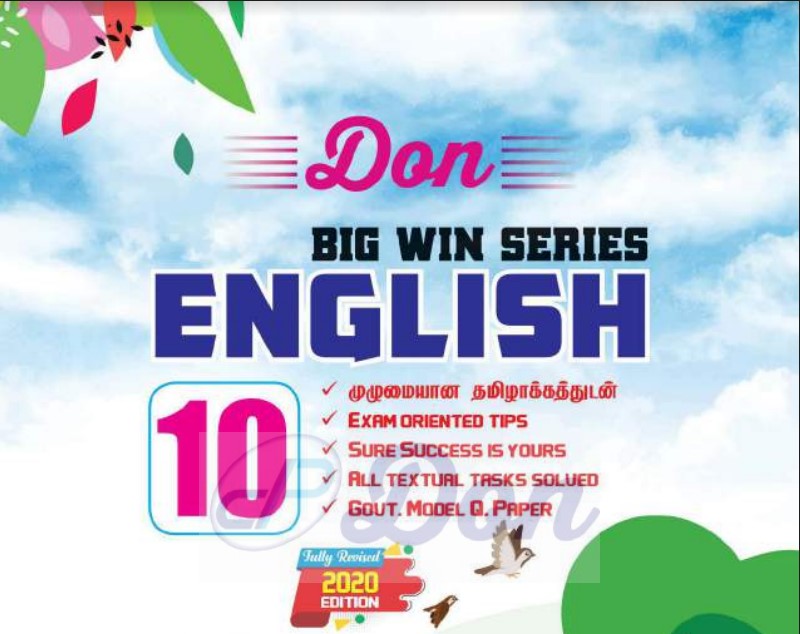 Don
BIG WIN SERIES
ENGLISH
10
✓ முழுமையான தமிழாக்கத்துடன்
✓ EXAM ORIENTED TIPS
✓ SURE SUCCESS IS YOURS
✓ ALL TEXTUAL TASKS SOLVED
✓ GOVT. MODEL Q. PAPER
Don
Fully Revised
2020
EDITION